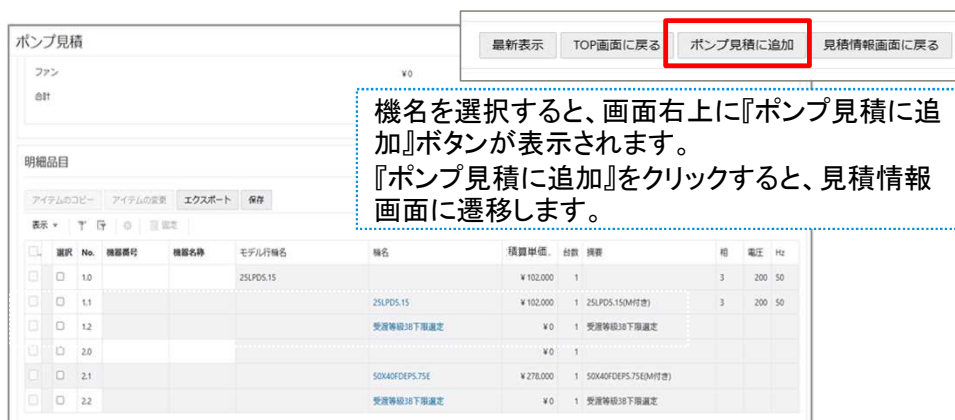 ポンプ見積
最新表示 TOP画面に戻る ポンプ見積に追加 見積情報画面に戻る
ファン ¥0
合計
機名を選択すると、画面右上に『ポンプ見積に追
加』ボタンが表示されます。
『ポンプ見積に追加』をクリックすると、見積情報
画面に遷移します。
明細品目
アイテムのコピー アイテムの変更 エクスポート 保存
表示 固定
選択 No. 機器番号 機器名称 モデル行機名 機名 積算単価. 台数 摘要 相 電圧 Hz
1.0 25LPD5.15 ¥102,000 1 3 200 50
1.1 25LPD5.15 ¥102,000 1 25LPD5.15(M付き) 3 200 50
1.2 受渡等級3B下限選定 ¥0 1 受渡等級3B下限選定
2.0 ¥0 1
2.1 50X40FDEP5.75E ¥278,000 1 50X40FDEP5.75E(M付き)
2.2 受渡等級3B下限選定 ¥0 1 受渡等級3B下限選定